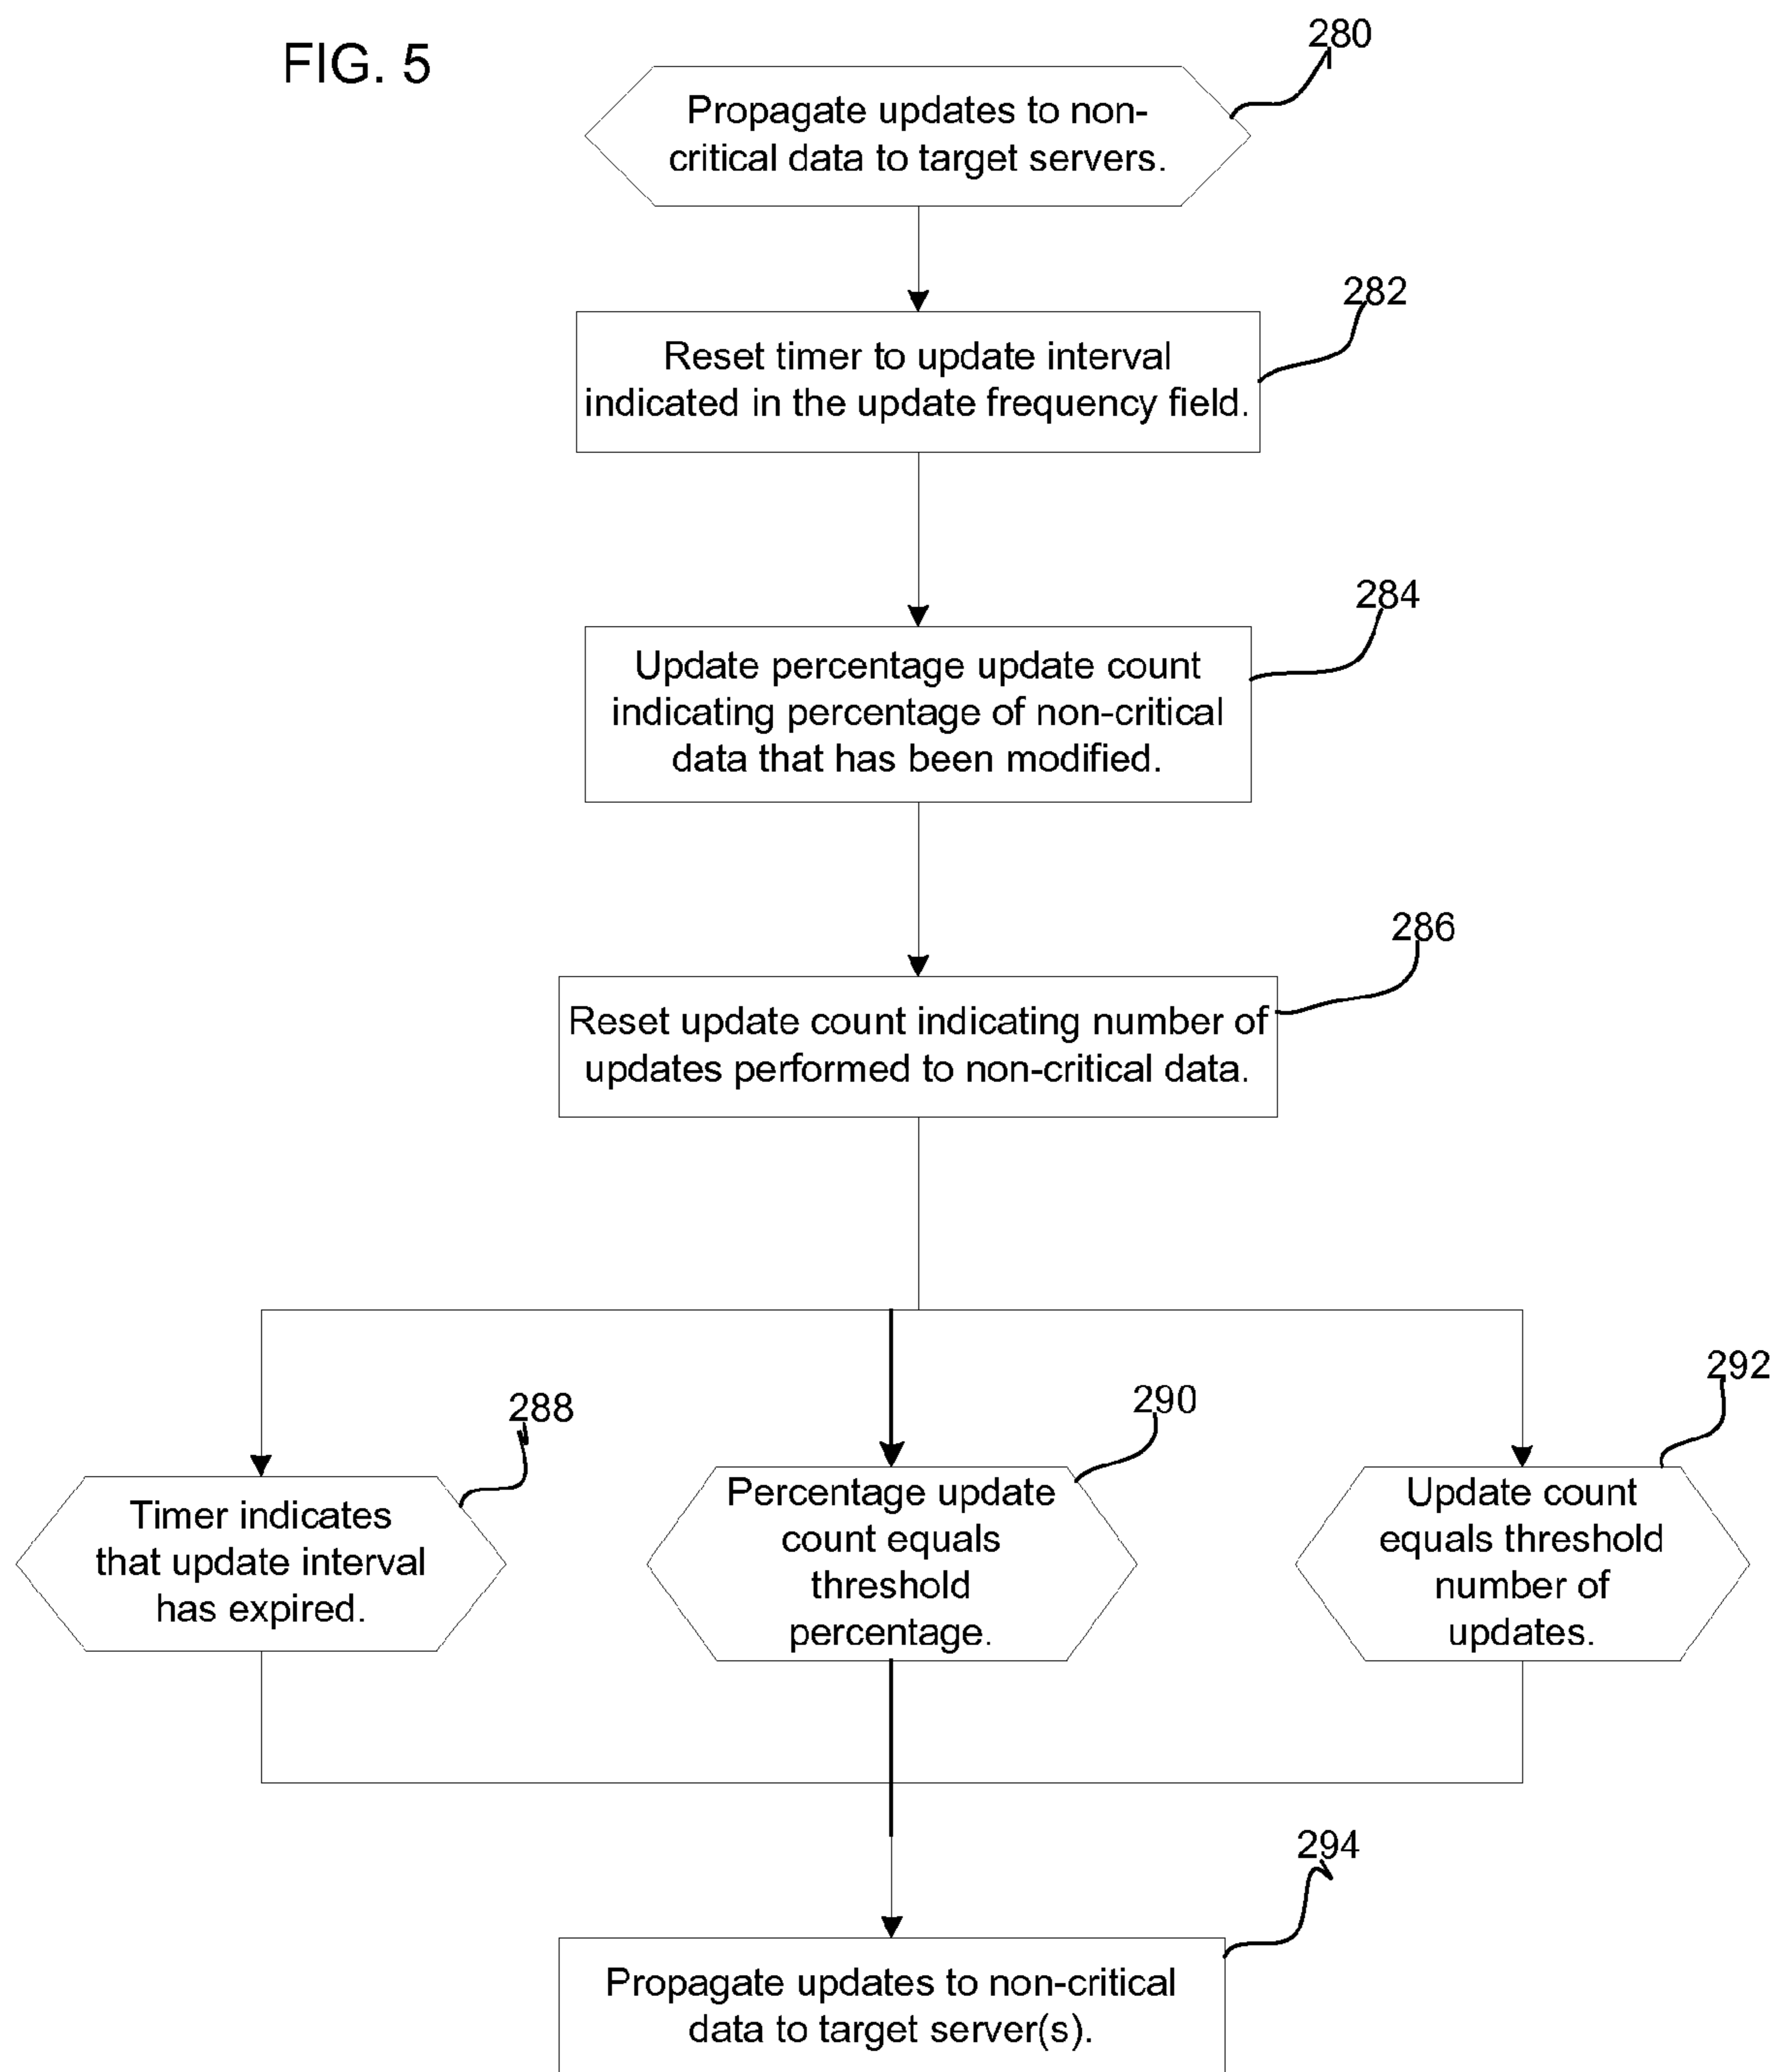 FIG. 5
280
Propagate updates to non-
critical data to target servers.
282
Reset timer to update interval
indicated in the update frequency field.
284
Update percentage update count
indicating percentage of non-critical
data that has been modified.
286
Reset update count indicating number of
updates performed to non-critical data.
288
Timer indicates
that update interval
has expired.
290
Percentage update
count equals
threshold
percentage.
292
Update count
equals threshold
number of
updates.
294
Propagate updates to non-critical
data to target server(s).